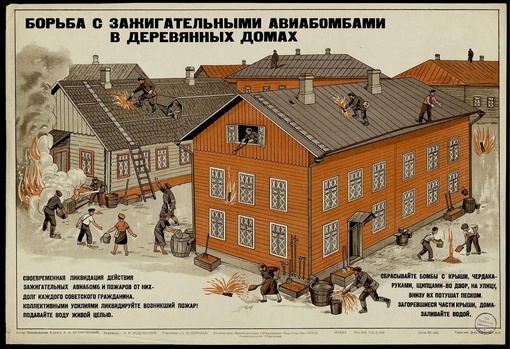 БОРЬБА С ЗАЖИГАТЕЛЬНЫМИ АВИАБОМБАМИ
В ДЕРЕВЯННЫХ ДОМАХ
СВОЕВРЕМЕННАЯ ЛИКВИДАЦИЯ ДЕЙСТВИЯ
ЗАЖИГАТЕЛЬНЫХ АВИАБОМБ И ПОЖАРОВ ОТ НИХ-
ДОЛГ КАЖДОГО СОВЕТСКОГО ГРАЖДАНИНА.
КОЛЛЕКТИВНЫМИ УСИЛИЯМИ ЛИКВИДИРУЙТЕ ВОЗНИКШИЙ ПОЖАР!
ПОДАВАЙТЕ ВОДУ ЖИВОЙ ЦЕПЬЮ.
СБРАСЫВАЙТЕ БОМБЫ С КРЫШИ, ЧЕРДАКА-
РУКАМИ, ЩИПЦАМИ-ВО ДВОР, НА УЛИЦУ,
ВНИЗУ ИХ ПОТУШАТ ПЕСКОМ.
ЗАГОРЕВШИЕСЯ ЧАСТИ КРЫШИ, ДОМА-
ЗАЛИВАЙТЕ ВОДОЙ.